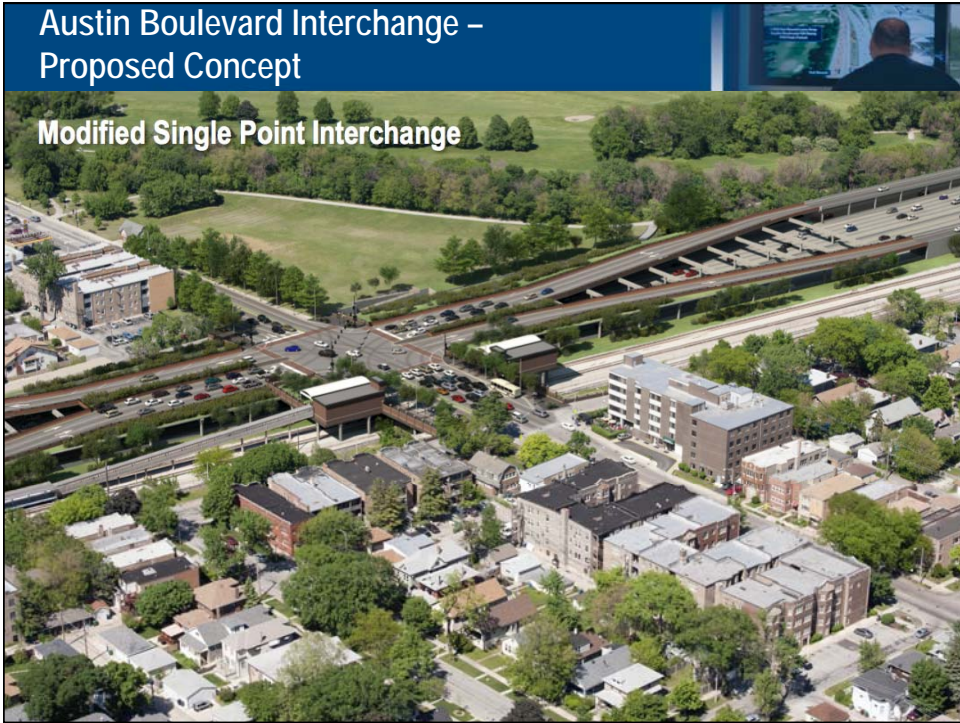 Austin Boulevard Interchange –
Proposed Concept
Modified Single Point Interchange